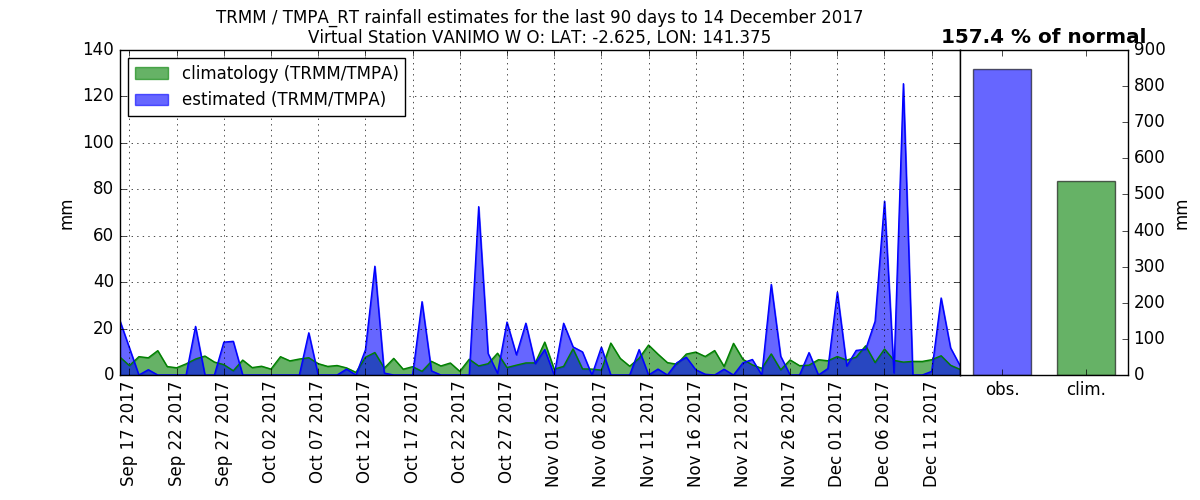 TRMM / TMPA_RT rainfall estimates for the last 90 days to 14 December 2017
Virtual Station VANIMO W O: LAT: -2.625, LON: 141.375
157.4 % of normal
climatology (TRMM/TMPA)
estimated (TRMM/TMPA)
140
120
100
80
60
40
20
0
mm
Sep 17 2017
Sep 22 2017
Sep 27 2017
Oct 02 2017
Oct 07 2017
Oct 12 2017
Oct 17 2017
Oct 22 2017
Oct 27 2017
Nov 01 2017
Nov 06 2017
Nov 11 2017
Nov 16 2017
Nov 21 2017
Nov 26 2017
Dec 01 2017
Dec 06 2017
Dec 11 2017
900
800
700
600
500
400
300
200
100
0
mm
obs.
clim.